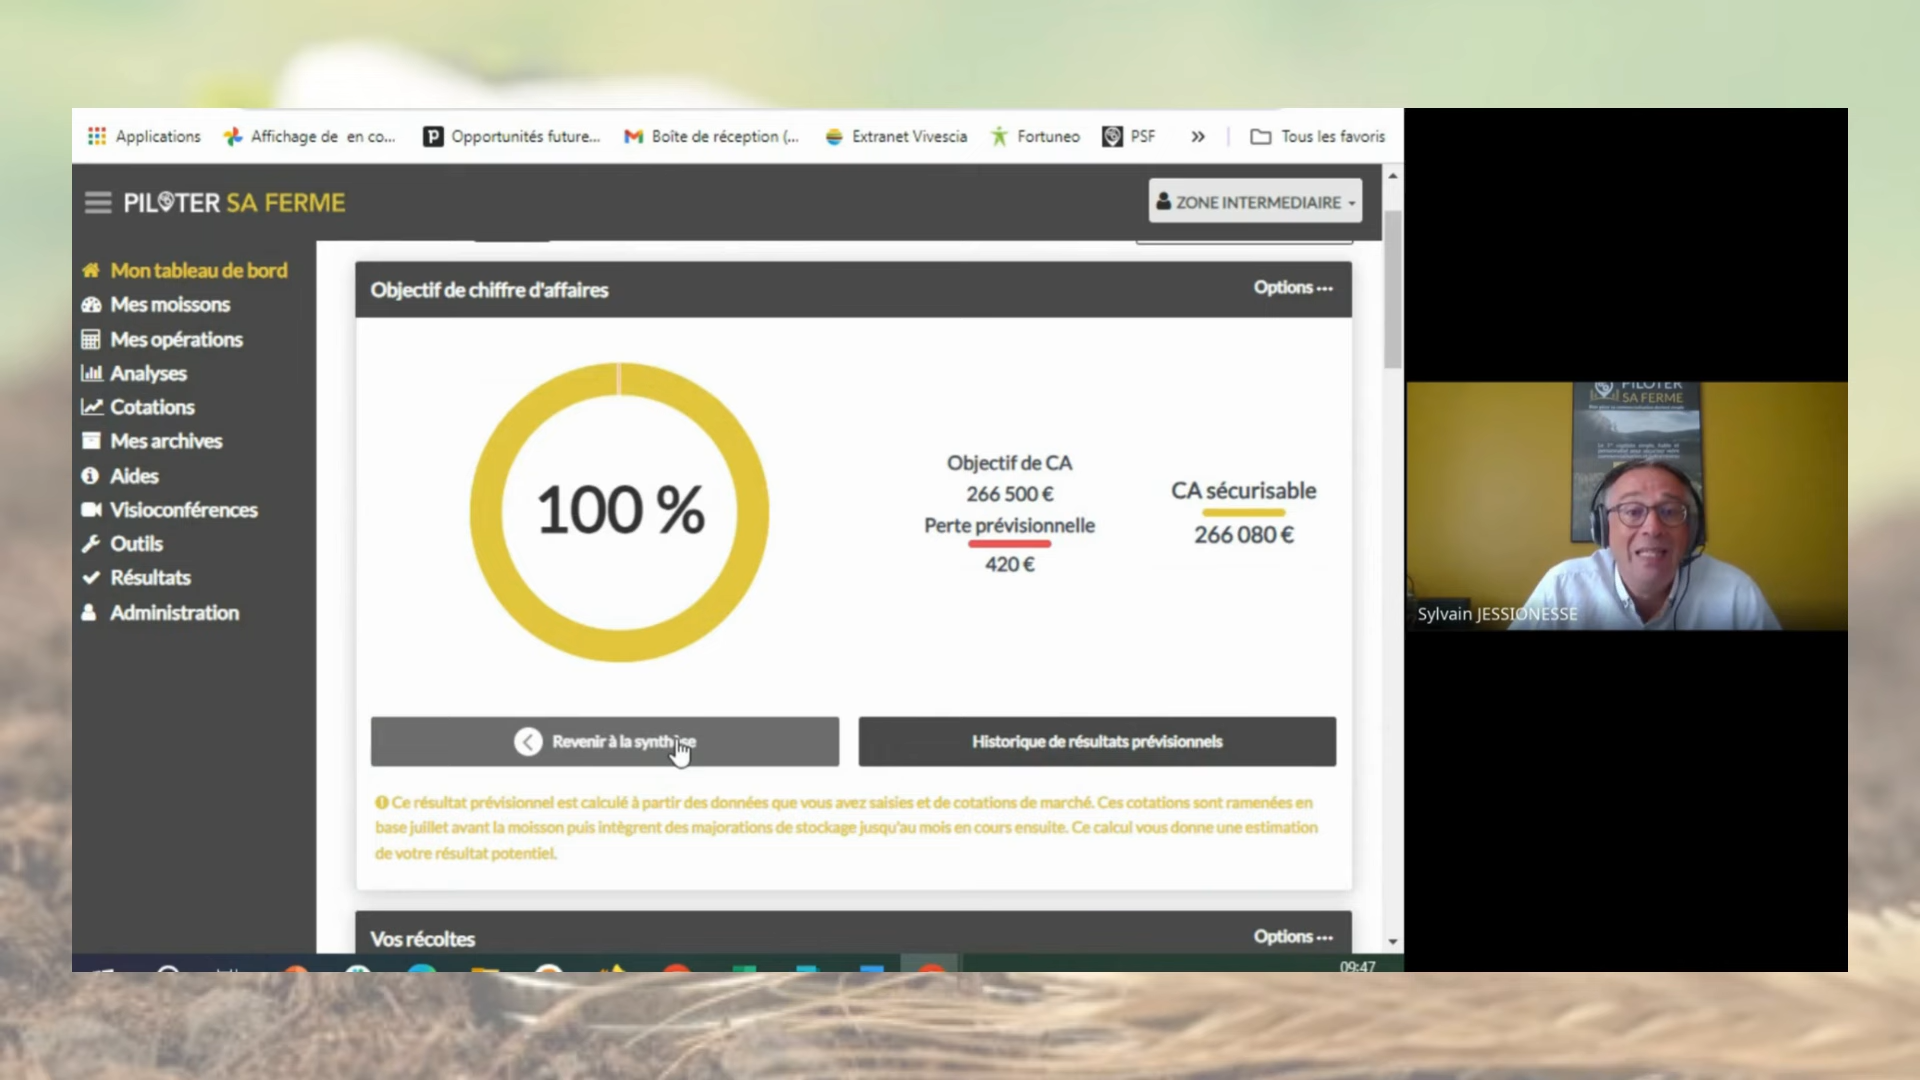 Applications
Affichage de en co...
Opportunités future...
Boîte de réception (...
Extranet Vivescia
Fortuneo
PSF
»
Tous les favoris
PILOTER SA FERME
ZONE INTERMEDIAIRE
Mon tableau de bord
Mes moissons
Mes opérations
Analyses
Cotations
Mes archives
Aides
Visioconférences
Outils
Résultats
Administration
Objectif de chiffre d'affaires
Options ...
100 %
Objectif de CA
266 500 €
Perte prévisionnelle
420 €
CA sécurisable
266 080 €
Revenir à la synthèse
Historique de résultats prévisionnels
Ce résultat prévisionnel est calculé à partir des données que vous avez saisies et de cotations de marché. Ces cotations sont ramenées en
base juillet avant la moisson puis intègrent des majorations de stockage jusqu'au mois en cours ensuite. Ce calcul vous donne une estimation
de votre résultat potentiel.
Vos récoltes
Options ...
09:47
PILOTER
SA FERME
Sylvain JESSIONESSE